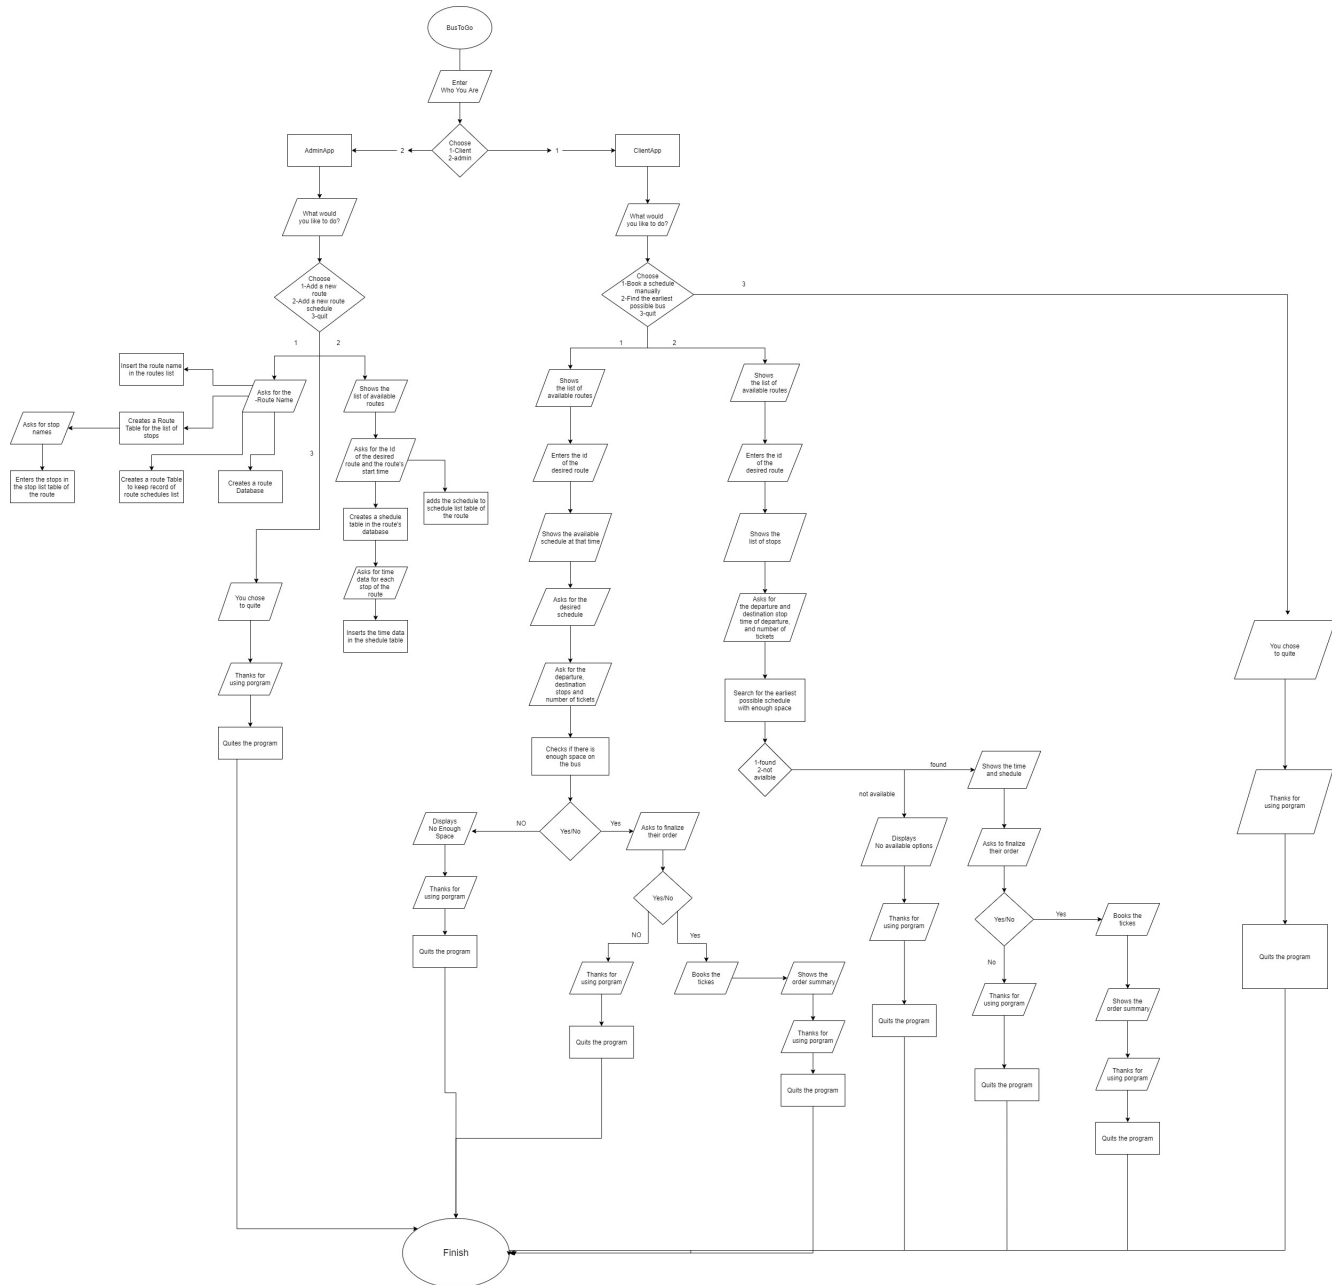 BusToGo
Enter
Who You Are
AdminApp
2
Choose
1-Client
2-admin
1
ClientApp
What would
you like to do?
What would
you like to do?
Choose
1-Add a new
route
2-Add a new route
schedule
3-quit
Choose
1-Book a schedule
manually
2-Find the earliest
possible bus
3-quit
3
1
2
1
2
Insert the route name
in the routes list
Asks for the
-Route Name
Shows the
list of available
routes
Shows
the list of
available routes
Shows
the list of
available routes
Asks for stop
names
Creates a Route
Table for the list of
stops
3
Asks for the Id
of the desired
route and the route's
start time
Enters the id
of the
desired route
Enters the id
of the
desired route
Enters the stops in
the stop list table of
the route
Creates a route Table
to keep record of
route schedules list
Creates a route
Database
adds the schedule to
schedule list table of
the route
Creates a shedule
table in the route's
database
Shows the available
schedule at that time
Shows the
list of stops
Asks for time
data for each
stop of the
route
You chose
to quite
Asks for the
desired
schedule
Asks for
the departure and
destination stop
time of departure,
and number of
tickets
Inserts the time data
in the shedule table
You chose
to quite
Thanks for
using porgram
Ask for the
departure,
destination
stops and
number of tickets
Search for the earliest
possible schedule
with enough space
Quites the program
Checks if there is
enough space on
the bus
1-found
2-not
avialble
found
Shows the time
and shedule
not available
Thanks for
using porgram
Displays
No Enough
Space
NO
Yes/No
Yes
Asks to finalize
their order
Displays
No available options
Asks to finalize
their order
Thanks for
using porgram
Yes/No
Thanks for
using porgram
Yes/No
Yes
Books the
tickes
NO
Yes
Quits the program
Quits the program
No
Thanks for
using porgram
Books the
tickes
Shows the
order summary
Thanks for
using porgram
Shows the
order summary
Quits the program
Quits the program
Thanks for
using porgram
Thanks for
using porgram
Quits the program
Quits the program
Quits the program
Finish